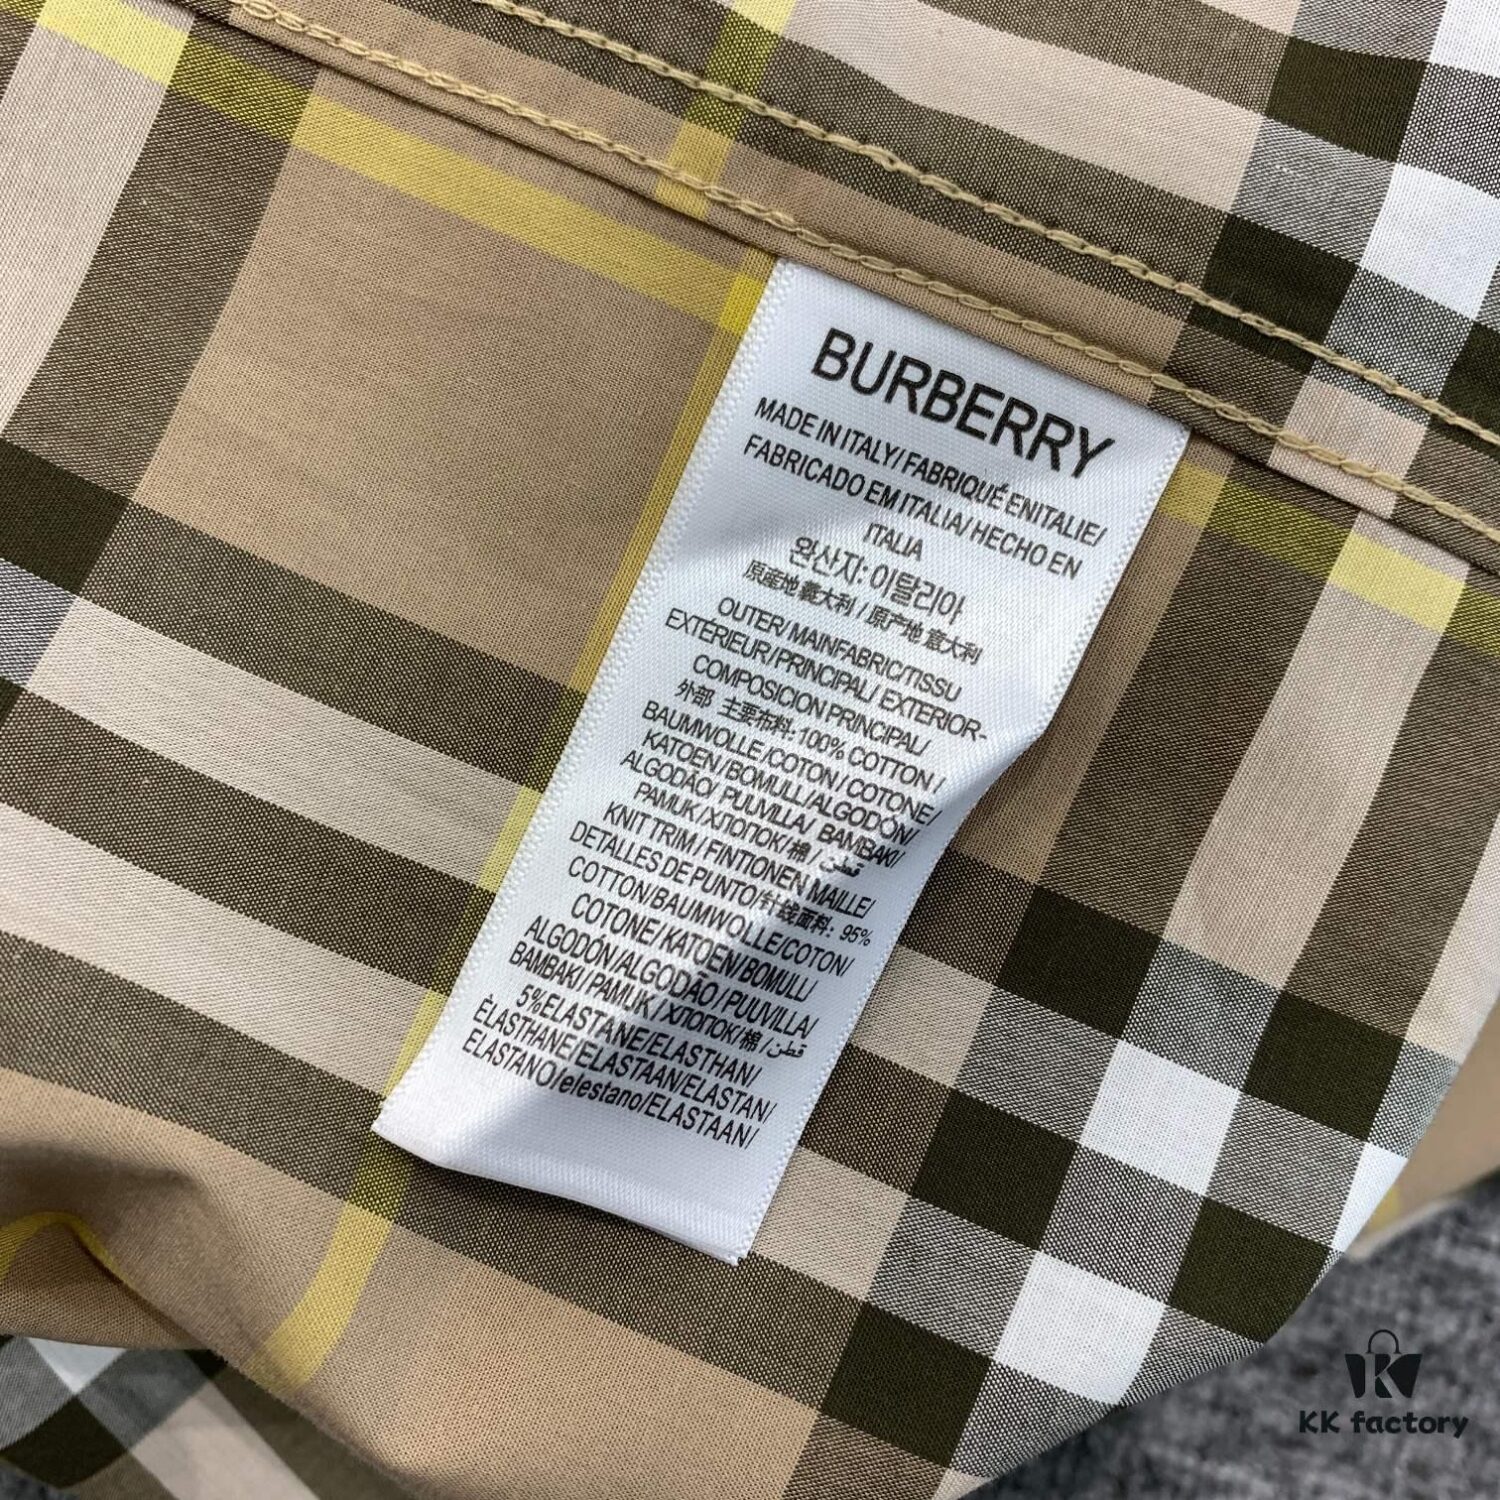 BURBERRY
MADE IN ITALY/FABRIQUÉ ENITALIE/
FABRICADO EM ITALIA/HECHO EN
ITALIA
완산지: 이탈리아
原産地 義大利 / 原产地 意大利
OUTER/MAINFABRIC/TISSU
EXTÉRIEUR/PRINCIPAL/ EXTERIOR-
COMPOSICION PRINCIPAL/
外部 主要布料:100% COTTON /
BAUMWOLLE /COTON / COTONE/
KATOEN/BOMULL/ALGODÓN/
ALGODÃO/ PUUVILLA/ BAMBAKI/
PAMUK/ХЛОПОК/棉 / قطن
KNIT TRIM / FINTIONEN MAILLE/
DETALLES DE PUNTO/针线面料: 95%
COTTON/BAUMWOLLE/COTON/
COTONE/KATOEN/BOMULL/
ALGODÓN/ALGODÃO/PUUVILLA/
BAMBAKI/PAMUK/ХЛОПОК/棉 / قطن
5%ELASTANE/ELASTHAN/
ÈLASTHANE/ELASTAAN/ELASTAN/
ELASTANO/elestano/ELASTAAN/
KK factory